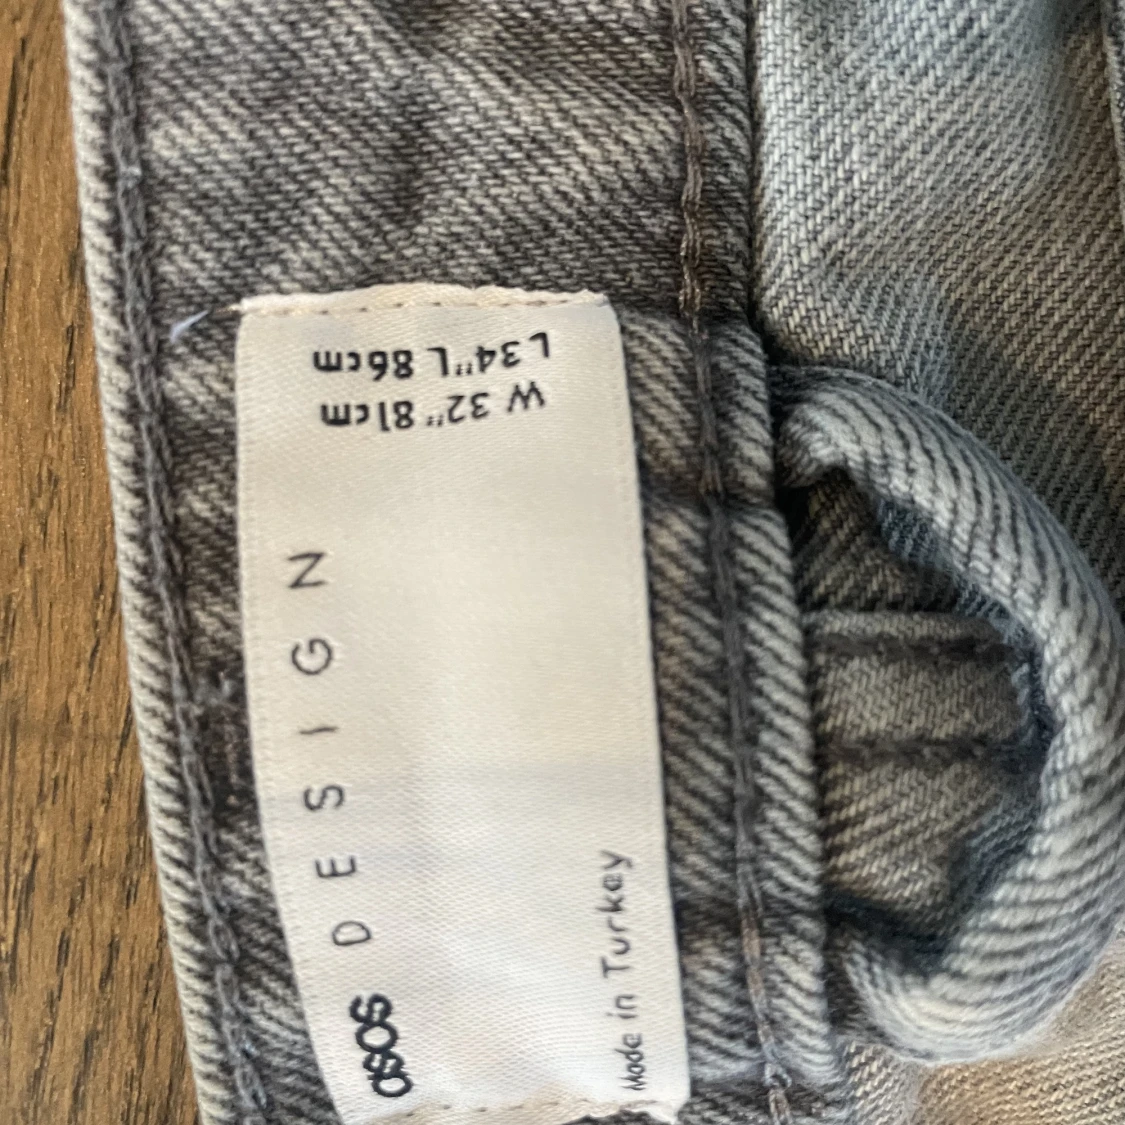 asos DESIGN
Made in Turkey
W 32" 81cm
L 34" L 86cm